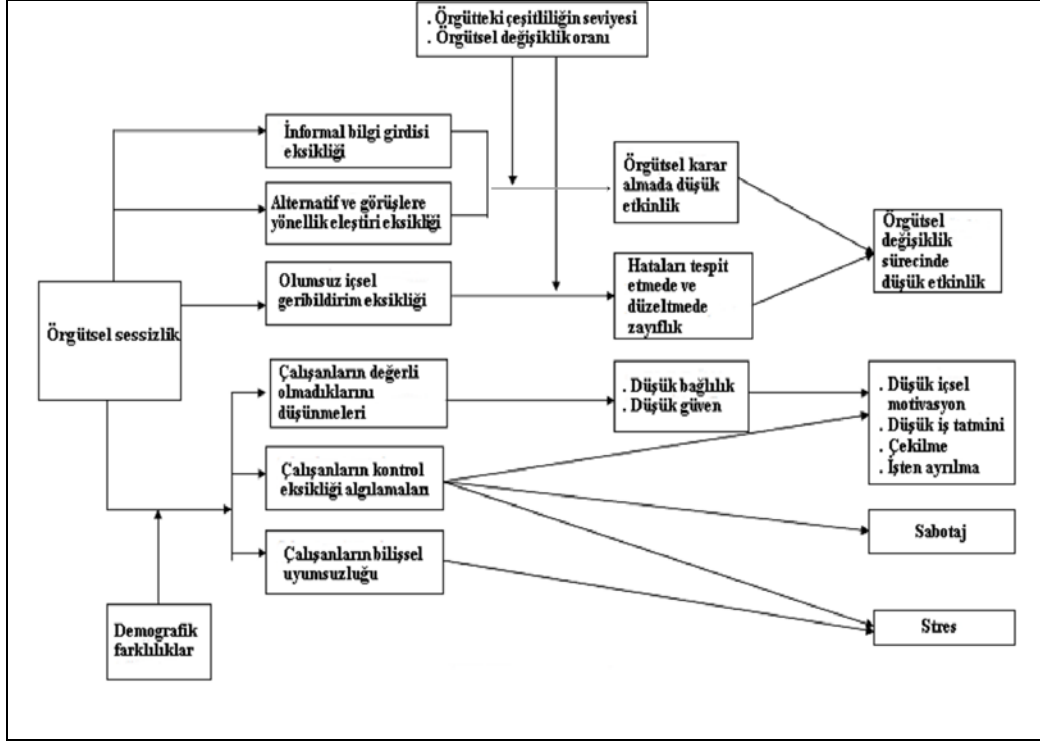 . Örgütteki çeşitliliğin seviyesi
. Örgütsel değişiklik oranı
İnformal bilgi girdisi
eksikliği
Alternatif ve görüşlere
yönellik eleştiri eksikliği
Olumsuz içsel
geribildirim eksikliği
Örgütsel karar
almada düşük
etkinlik
Hataları tespit
etmede ve
düzeltmede
zayıflık
Örgütsel
değişiklik
sürecinde
düşük etkinlik
Örgütsel sessizlik
Çalışanların değerli
olmadıklarını
düşünmeleri
. Düşük bağlılık
. Düşük güven
. Düşük içsel
motivasyon
. Düşük iş tatmini
. Çekilme
. İşten ayrılma
Çalışanların kontrol
eksikliği algılamaları
Sabotaj
Çalışanların bilişsel
uyumsuzluğu
Stres
Demografik
farklılıklar